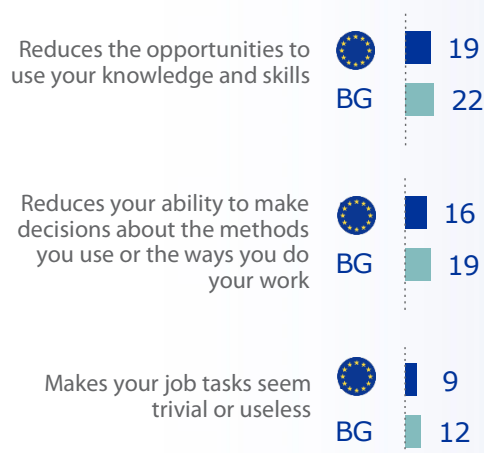 Reduces the opportunities to
use your knowledge and skills
19
BG
22
Reduces your ability to make
decisions about the methods
you use or the ways you do
your work
16
BG
19
Makes your job tasks seem
trivial or useless
9
BG
12